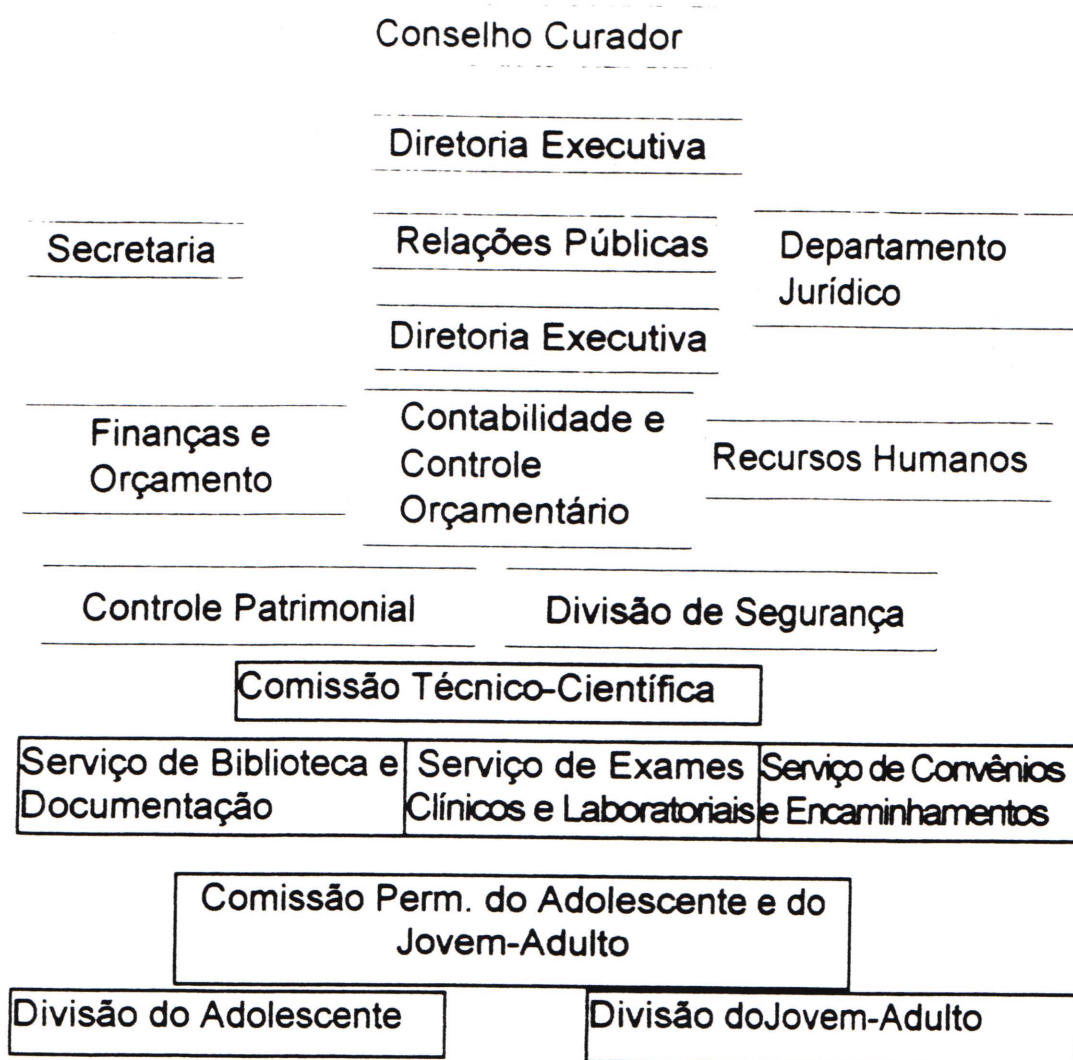 Conselho Curador
Diretoria Executiva
Secretaria
Relações Públicas
Departamento
Jurídico
Diretoria Executiva
Finanças e
Orçamento
Contabilidade e
Controle
Orçamentário
Recursos Humanos
Controle Patrimonial
Divisão de Segurança
Comissão Técnico-Científica
Serviço de Biblioteca e
Documentação
Serviço de Exames
Clínicos e Laboratoriais
Serviço de Convênios
e Encaminhamentos
Comissão Perm. do Adolescente e do
Jovem-Adulto
Divisão do Adolescente
Divisão doJovem-Adulto